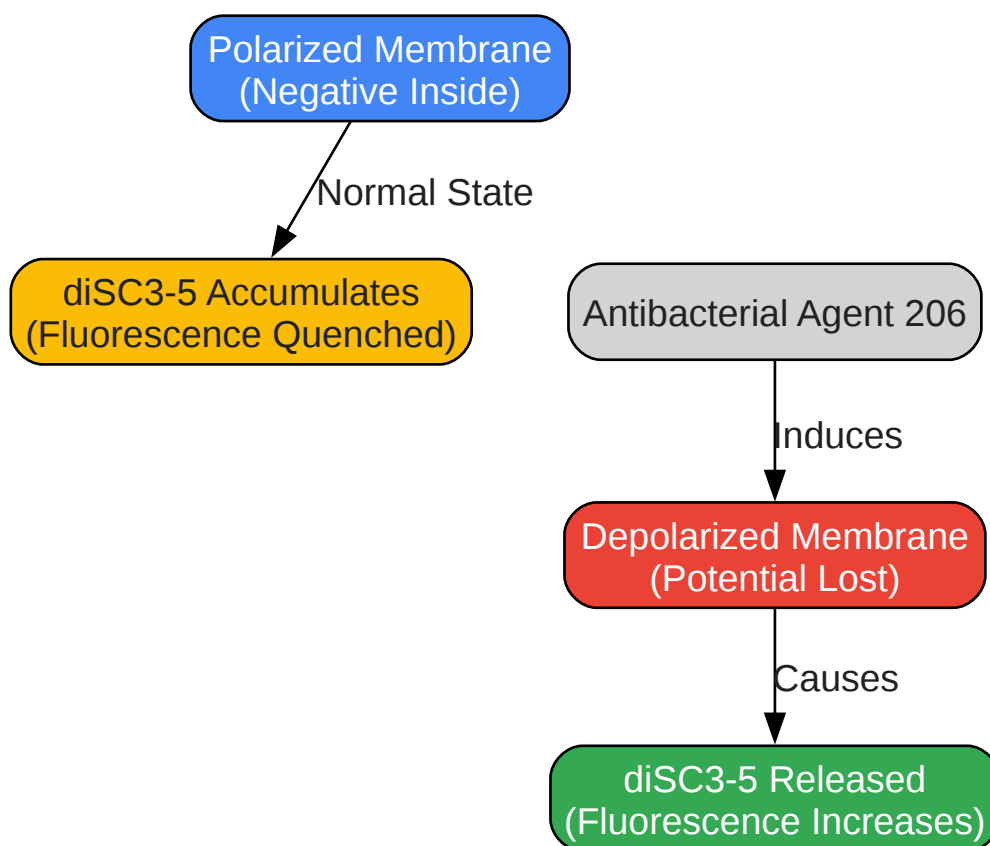 Polarized Membrane
(Negative Inside)
Normal State
diSC3-5 Accumulates
(Fluorescence Quenched)
Antibacterial Agent 206
Induces
Depolarized Membrane
(Potential Lost)
Causes
diSC3-5 Released
(Fluorescence Increases)